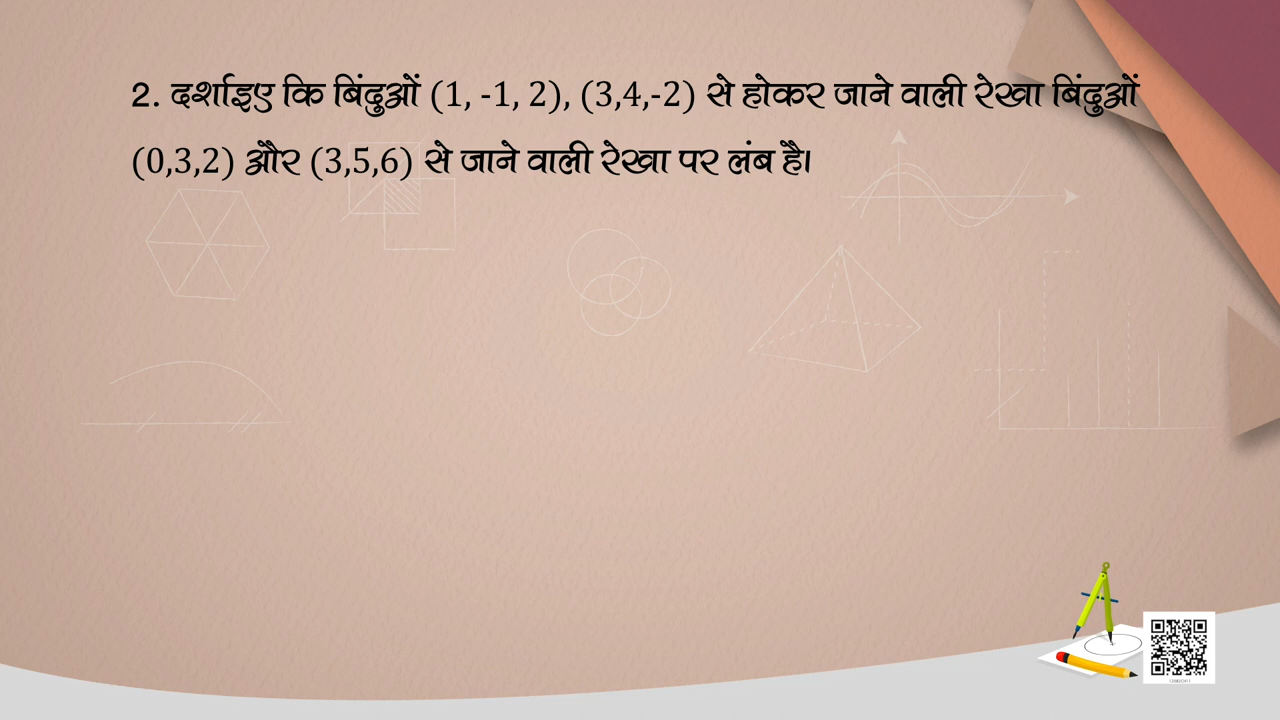 2. दर्शाइए कि बिंदुओं (1, -1, 2), (3,4,-2) से होकर जाने वाली रेखा बिंदुओं
(0,3,2) और (3,5,6) से जाने वाली रेखा पर लंब है।